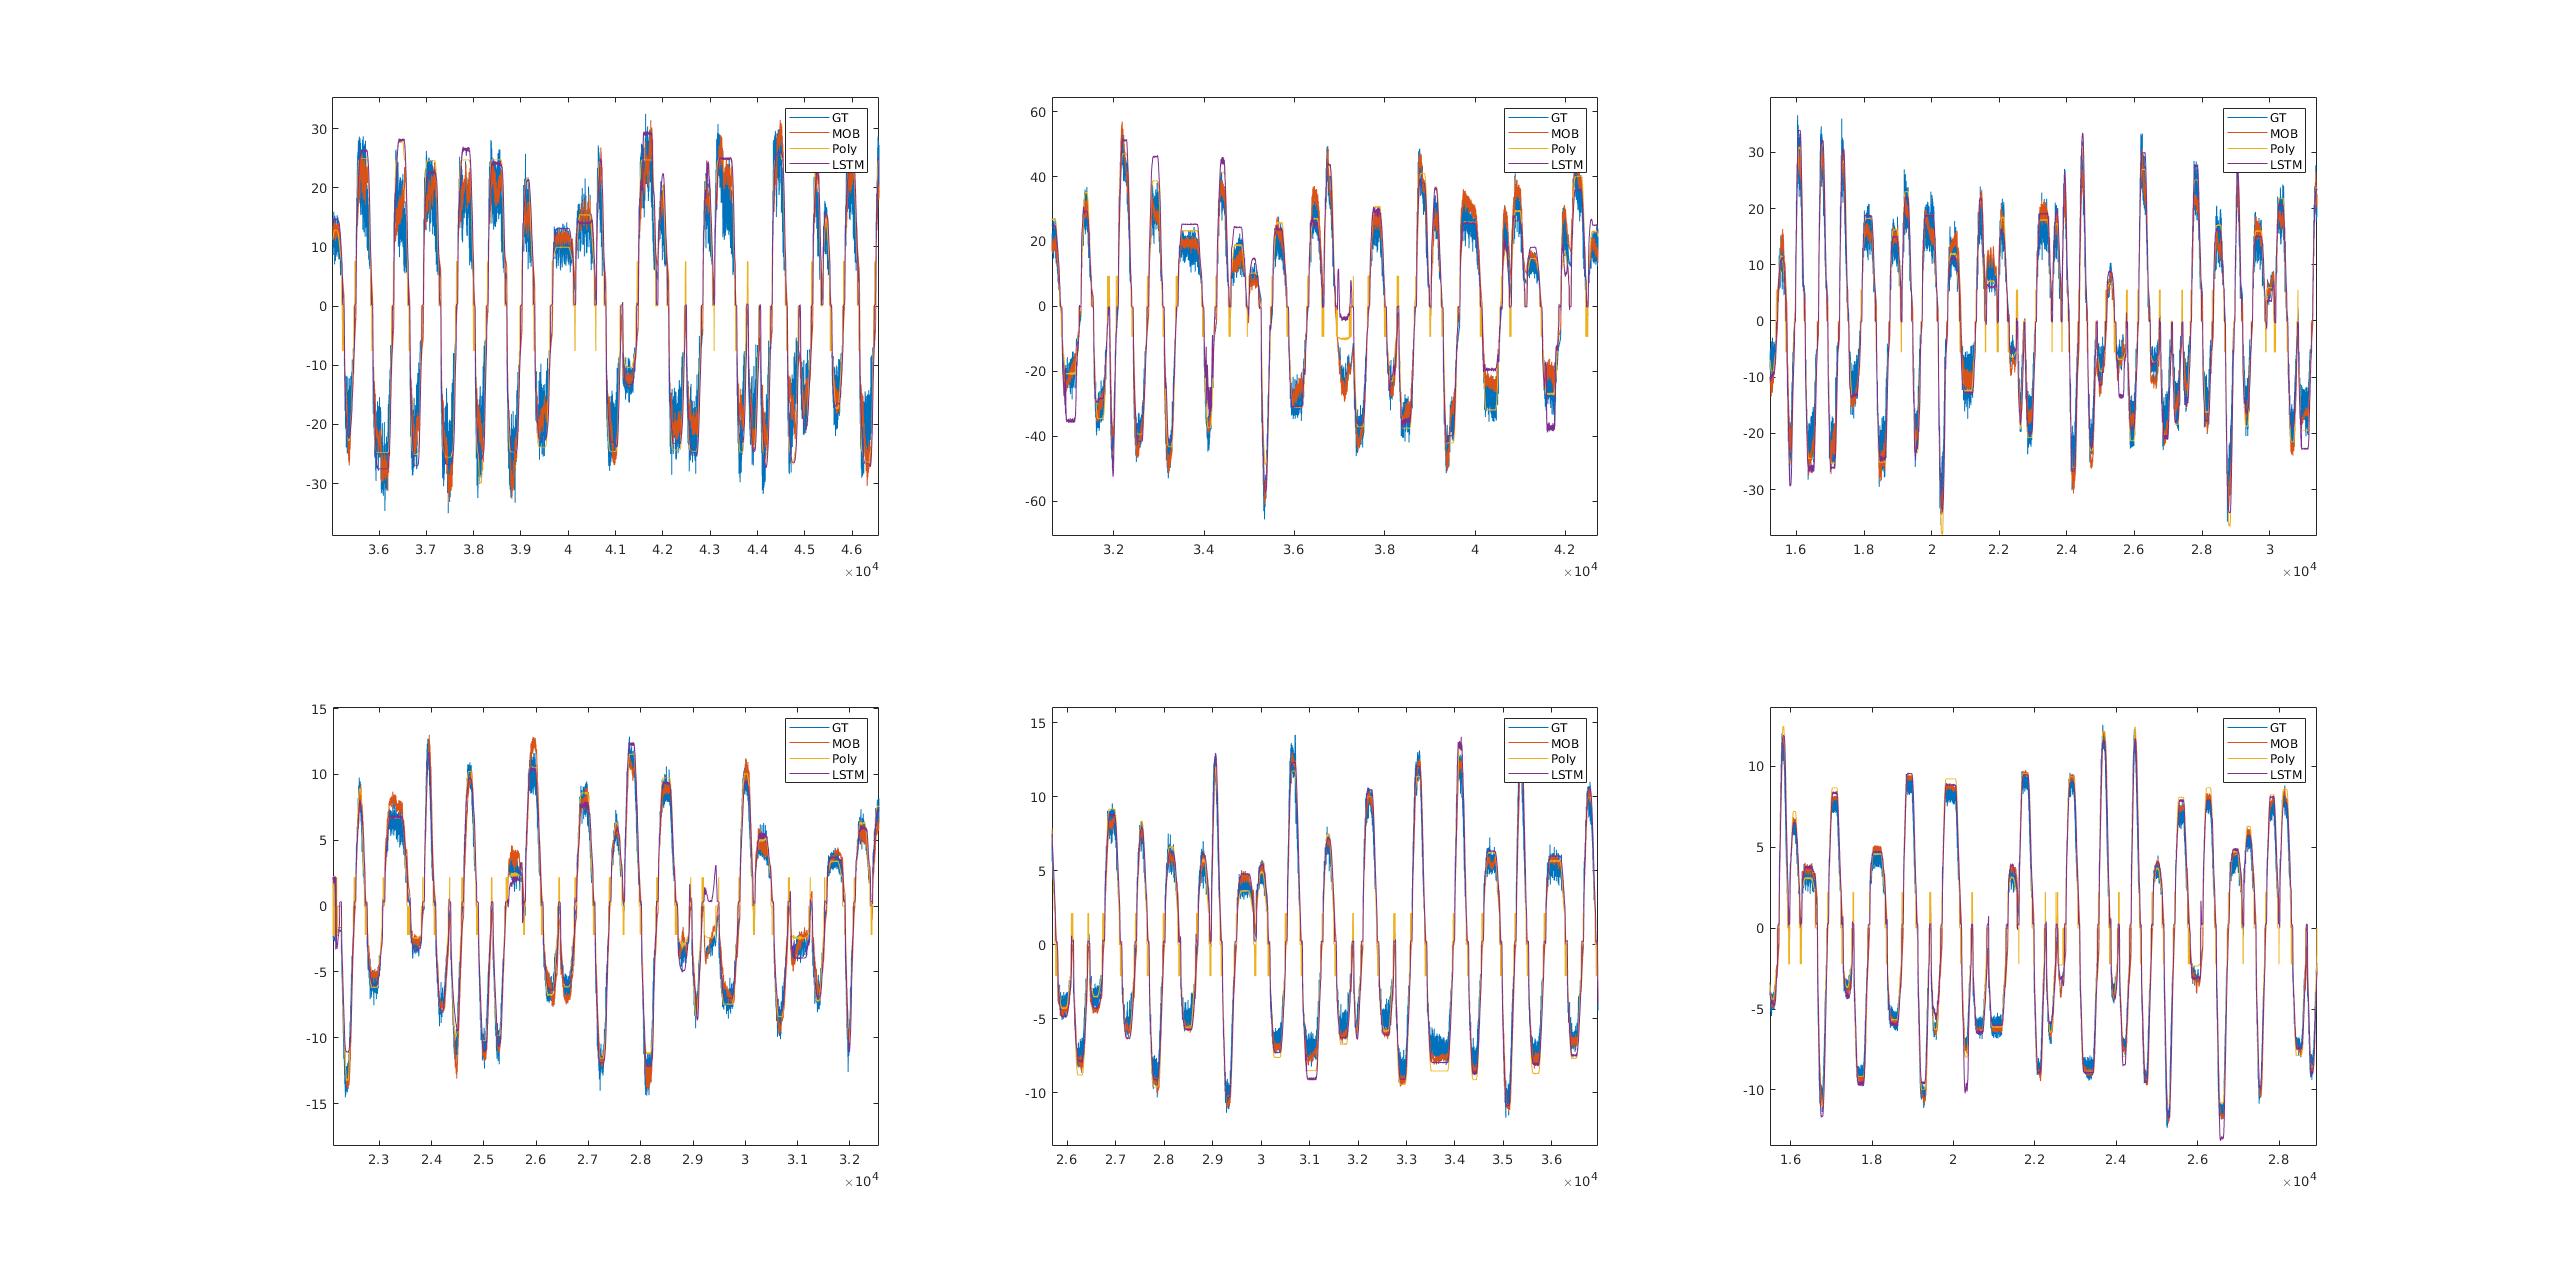 30
20
10
0
-10
-20
-30
3.6 3.7 3.8 3.9 4 4.1 4.2 4.3 4.4 4.5 4.6
×10^4
GT
MOB
Poly
LSTM
60
40
20
0
-20
-40
-60
3.2 3.4 3.6 3.8 4 4.2
×10^4
GT
MOB
Poly
LSTM
30
20
10
0
-10
-20
-30
1.6 1.8 2 2.2 2.4 2.6 2.8 3
×10^4
GT
MOB
Poly
LSTM
15
10
5
0
-5
-10
-15
2.3 2.4 2.5 2.6 2.7 2.8 2.9 3 3.1 3.2
×10^4
GT
MOB
Poly
LSTM
15
10
5
0
-5
-10
2.6 2.7 2.8 2.9 3 3.1 3.2 3.3 3.4 3.5 3.6
×10^4
GT
MOB
Poly
LSTM
10
5
0
-5
-10
1.6 1.8 2 2.2 2.4 2.6 2.8
×10^4
GT
MOB
Poly
LSTM